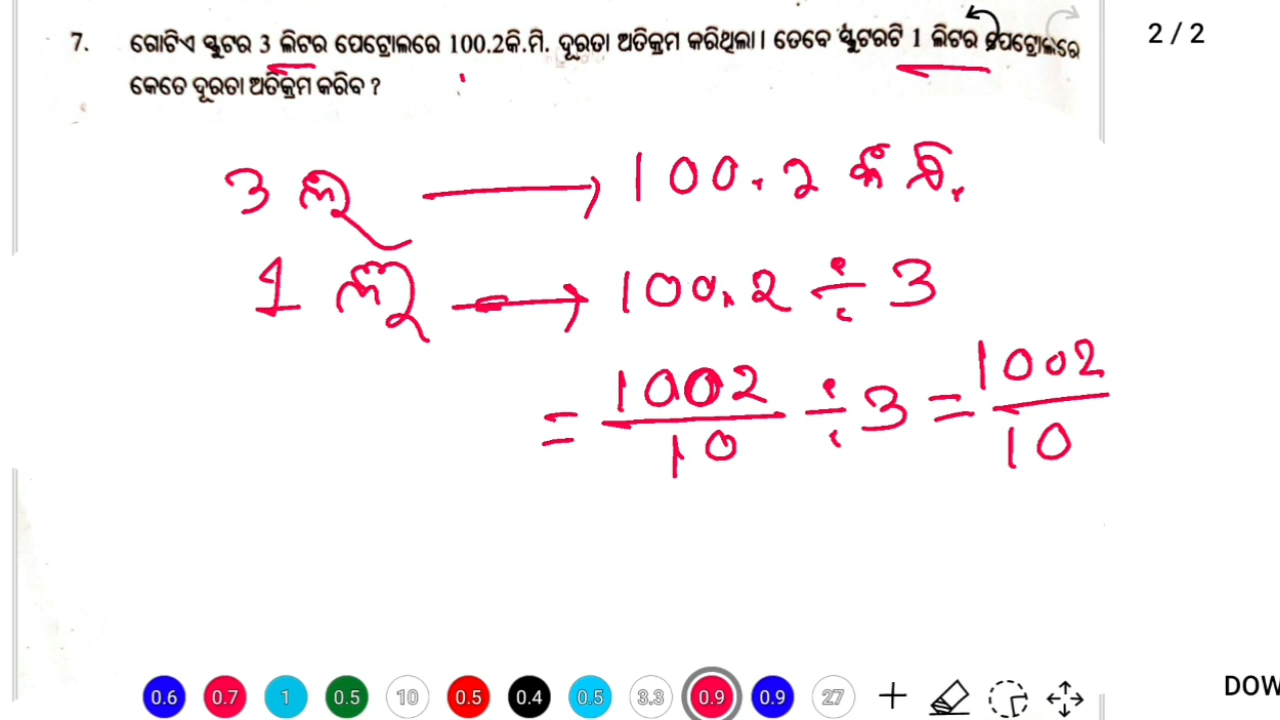 7. ଗୋଟିଏ ସ୍କୁଟର 3 ଲିଟର ପେଟ୍ରୋଲରେ 100.2କି.ମି. ଦୂରତା ଅତିକ୍ରମ କରିଥିଲା। ତେବେ ସ୍କୁଟରଟି 1 ଲିଟର ପେଟ୍ରୋଲରେ
2 / 2
କେତେ ଦୂରତା ଅତିକ୍ରମ କରିବ ?
3 ଲି → 100.2 କି ମି.
1 ଲି → 100.2 ÷ 3
= 1002/10 ÷ 3 = 1002/10
0.6 0.7 1 0.5 10 0.5 0.4 0.5 3.3 0.9 0.9 27
DOW